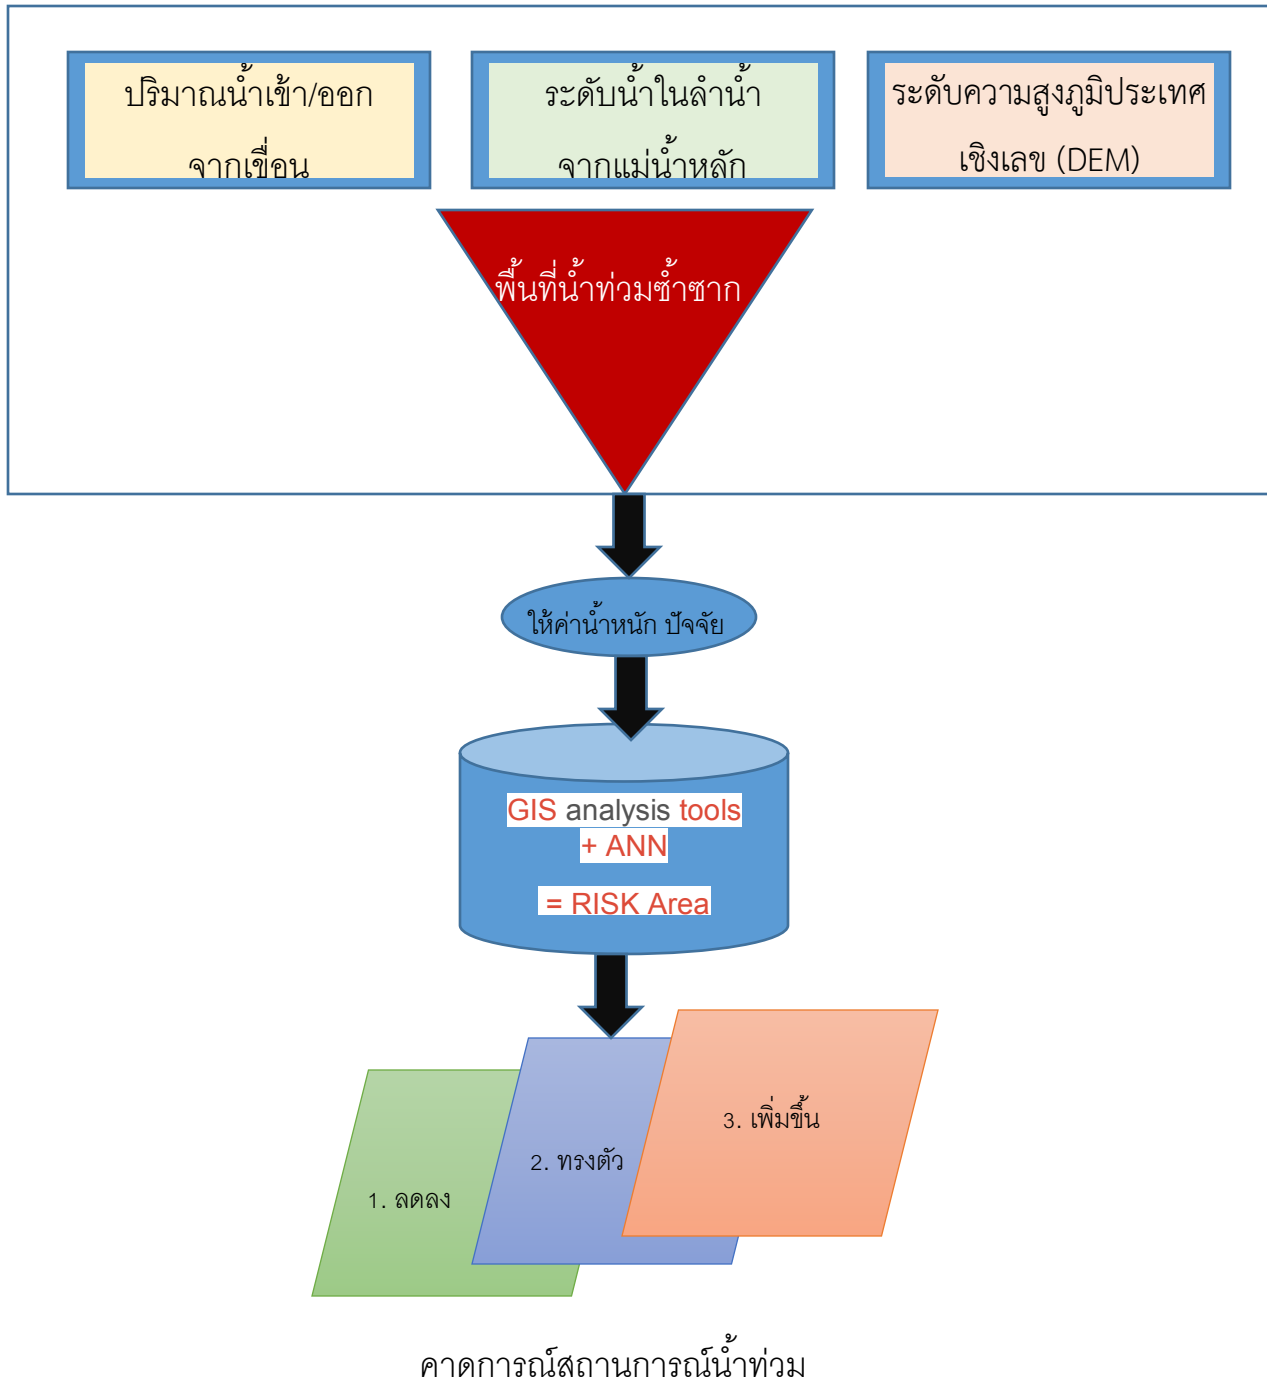 ปริมาณน้ำเข้า/ออก
จากเขื่อน
ระดับน้ำในลำน้ำ
จากแม่น้ำหลัก
ระดับความสูงภูมิประเทศ
เชิงเลข (DEM)
พื้นที่น้ำท่วมซ้ำซาก
ให้ค่าน้ำหนัก ปัจจัย
GIS analysis tools
+ ANN
= RISK Area
3. เพิ่มขึ้น
2. ทรงตัว
1. ลดลง
คาดการณ์สถานการณ์น้ำท่วม